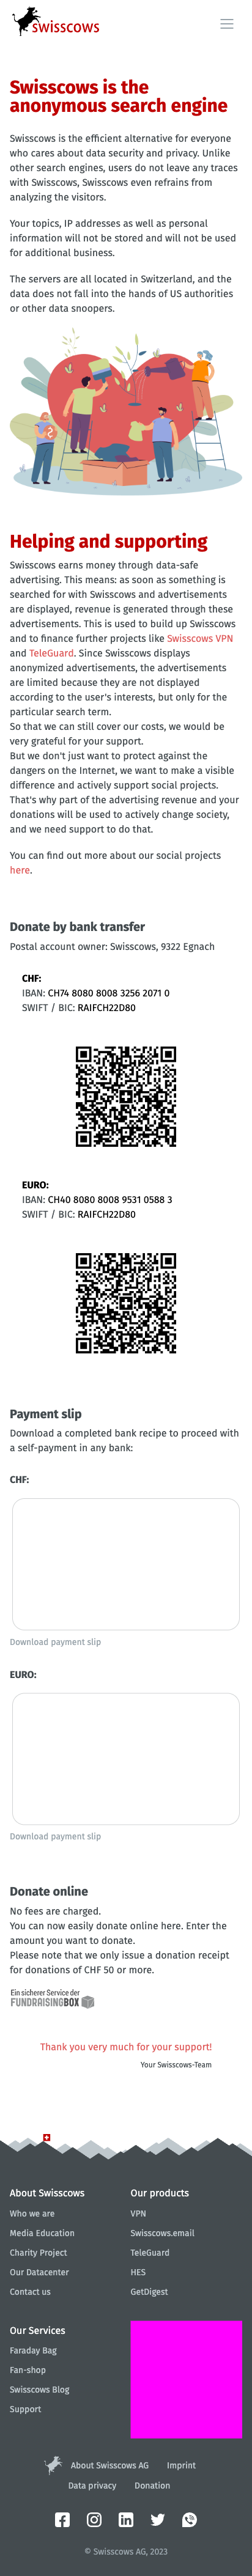 swisscows
Swisscows is the
anonymous search engine
Swisscows is the efficient alternative for everyone
who cares about data security and privacy. Unlike
other search engines, users do not leave any traces
with Swisscows, Swisscows even refrains from
analyzing the visitors.
Your topics, IP addresses as well as personal
information will not be stored and will not be used
for additional business.
The servers are all located in Switzerland, and the
data does not fall into the hands of US authorities
or other data snoopers.
Helping and supporting
Swisscows earns money through data-safe
advertising. This means: as soon as something is
searched for with Swisscows and advertisements
are displayed, revenue is generated through these
advertisements. This is used to build up Swisscows
and to finance further projects like Swisscows VPN
and TeleGuard. Since Swisscows displays
anonymized advertisements, the advertisements
are limited because they are not displayed
according to the user's interests, but only for the
particular search term.
So that we can still cover our costs, we would be
very grateful for your support.
But we don't just want to protect against the
dangers on the Internet, we want to make a visible
difference and actively support social projects.
That's why part of the advertising revenue and your
donations will be used to actively change society,
and we need support to do that.
You can find out more about our social projects
here.
Donate by bank transfer
Postal account owner: Swisscows, 9322 Egnach
CHF:
IBAN: CH74 8080 8008 3256 2071 0
SWIFT / BIC: RAIFCH22D80
EURO:
IBAN: CH40 8080 8008 9531 0588 3
SWIFT / BIC: RAIFCH22D80
Payment slip
Download a completed bank recipe to proceed with
a self-payment in any bank:
CHF:
Download payment slip
EURO:
Download payment slip
Donate online
No fees are charged.
You can now easily donate online here. Enter the
amount you want to donate.
Please note that we only issue a donation receipt
for donations of CHF 50 or more.
Ein sicherer Service der
FUNDRAISINGBOX
Thank you very much for your support!
Your Swisscows-Team
About Swisscows
Who we are
Media Education
Charity Project
Our Datacenter
Contact us
Our products
VPN
Swisscows.email
TeleGuard
HES
GetDigest
Our Services
Faraday Bag
Fan-shop
Swisscows Blog
Support
About Swisscows AG Imprint
Data privacy Donation
© Swisscows AG, 2023